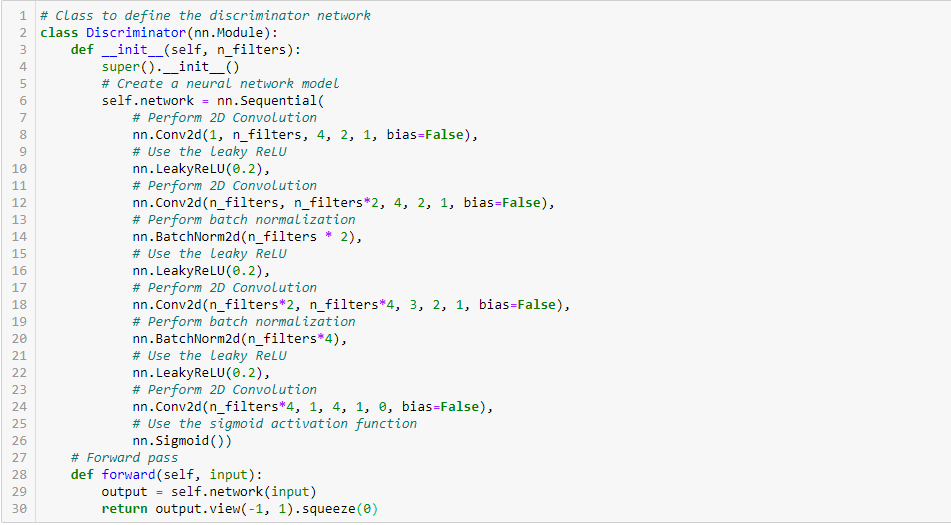 1 # Class to define the discriminator network
2 class Discriminator(nn.Module):
3     def __init__(self, n_filters):
4         super().__init__()
5         # Create a neural network model
6         self.network = nn.Sequential(
7             # Perform 2D Convolution
8             nn.Conv2d(1, n_filters, 4, 2, 1, bias=False),
9             # Use the leaky ReLU
10             nn.LeakyReLU(0.2),
11             # Perform 2D Convolution
12             nn.Conv2d(n_filters, n_filters*2, 4, 2, 1, bias=False),
13             # Perform batch normalization
14             nn.BatchNorm2d(n_filters * 2),
15             # Use the leaky ReLU
16             nn.LeakyReLU(0.2),
17             # Perform 2D Convolution
18             nn.Conv2d(n_filters*2, n_filters*4, 3, 2, 1, bias=False),
19             # Perform batch normalization
20             nn.BatchNorm2d(n_filters*4),
21             # Use the leaky ReLU
22             nn.LeakyReLU(0.2),
23             # Perform 2D Convolution
24             nn.Conv2d(n_filters*4, 1, 4, 1, 0, bias=False),
25             # Use the sigmoid activation function
26             nn.Sigmoid())
27     # Forward pass
28     def forward(self, input):
29         output = self.network(input)
30         return output.view(-1, 1).squeeze(0)